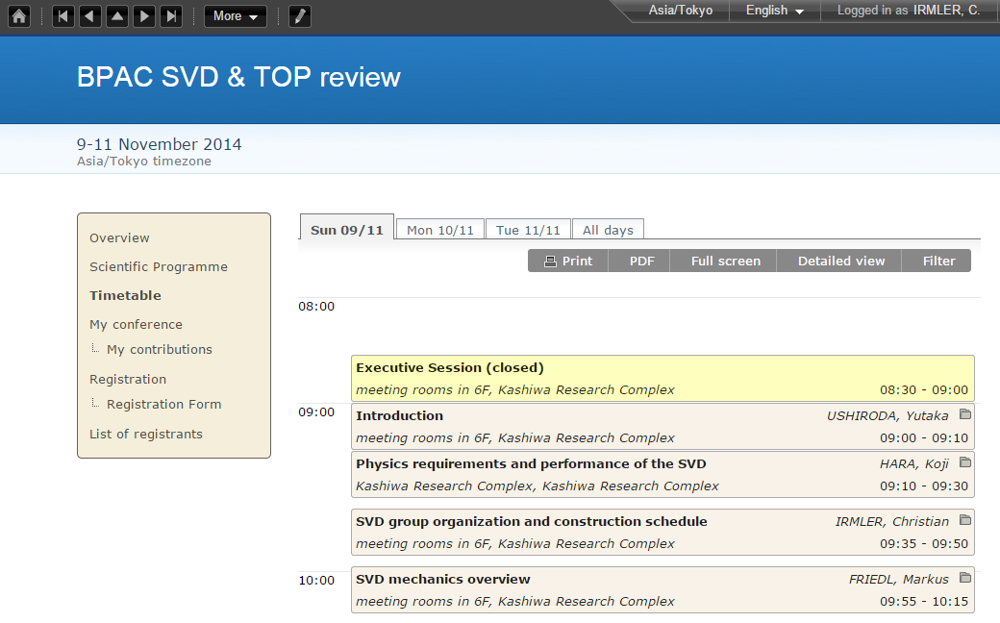 More
Asia/Tokyo
English
Logged in as IRMLER, C.
BPAC SVD & TOP review
9-11 November 2014
Asia/Tokyo timezone
Overview
Scientific Programme
Timetable
My conference
My contributions
Registration
Registration Form
List of registrants
Sun 09/11
Mon 10/11
Tue 11/11
All days
Print
PDF
Full screen
Detailed view
Filter
08:00
Executive Session (closed)
meeting rooms in 6F, Kashiwa Research Complex
08:30 - 09:00
09:00
Introduction
USHIRODA, Yutaka
meeting rooms in 6F, Kashiwa Research Complex
09:00 - 09:10
Physics requirements and performance of the SVD
HARA, Koji
Kashiwa Research Complex, Kashiwa Research Complex
09:10 - 09:30
SVD group organization and construction schedule
IRMLER, Christian
meeting rooms in 6F, Kashiwa Research Complex
09:35 - 09:50
10:00
SVD mechanics overview
FRIEDL, Markus
meeting rooms in 6F, Kashiwa Research Complex
09:55 - 10:15